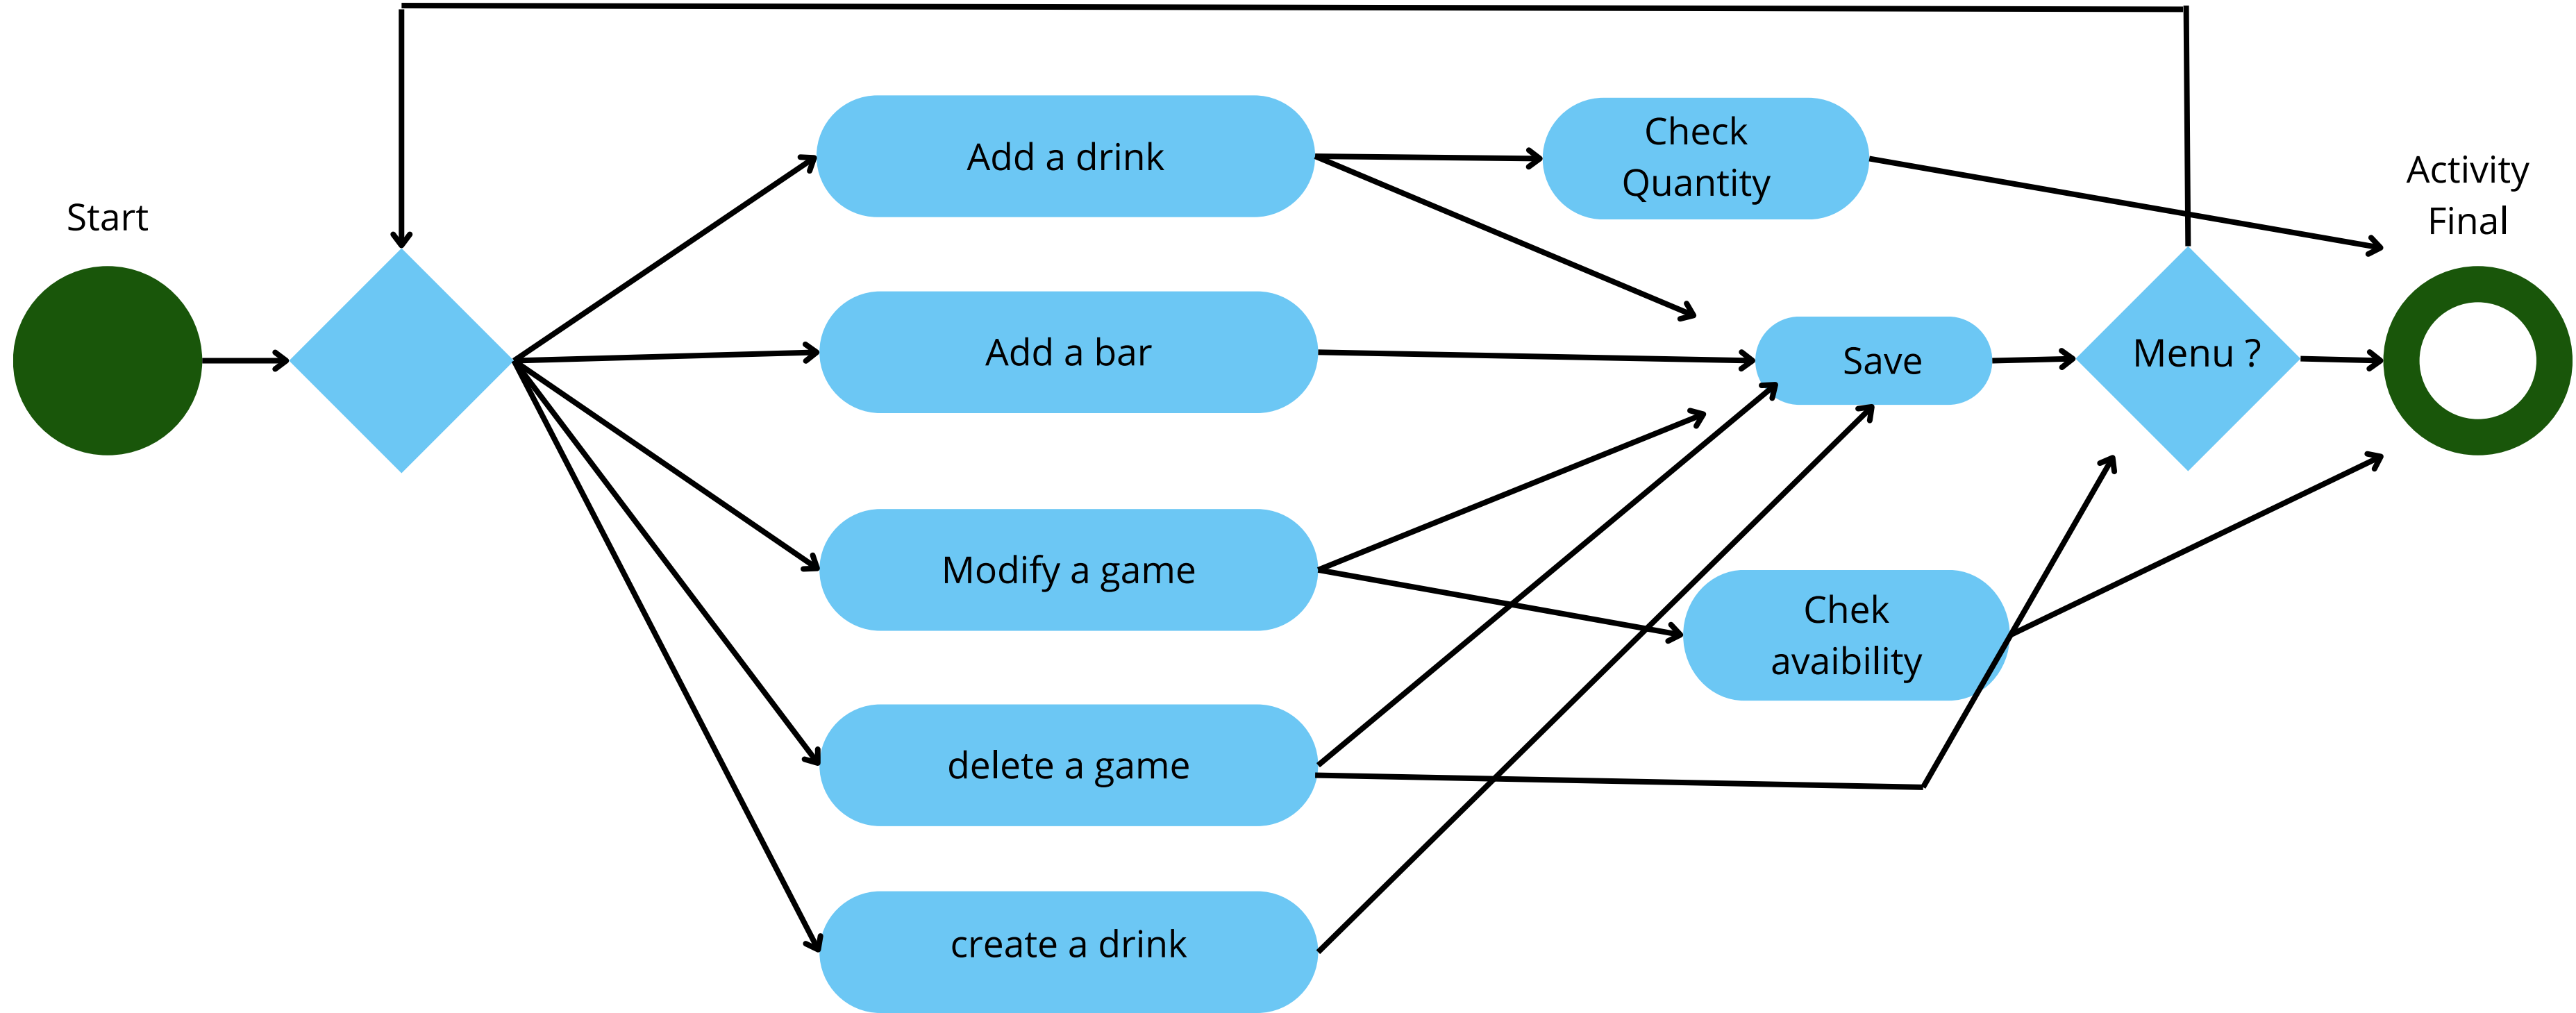 Start
Add a drink
Add a bar
Modify a game
delete a game
create a drink
Check
Quantity
Save
Chek
avaibility
Menu ?
Activity
Final